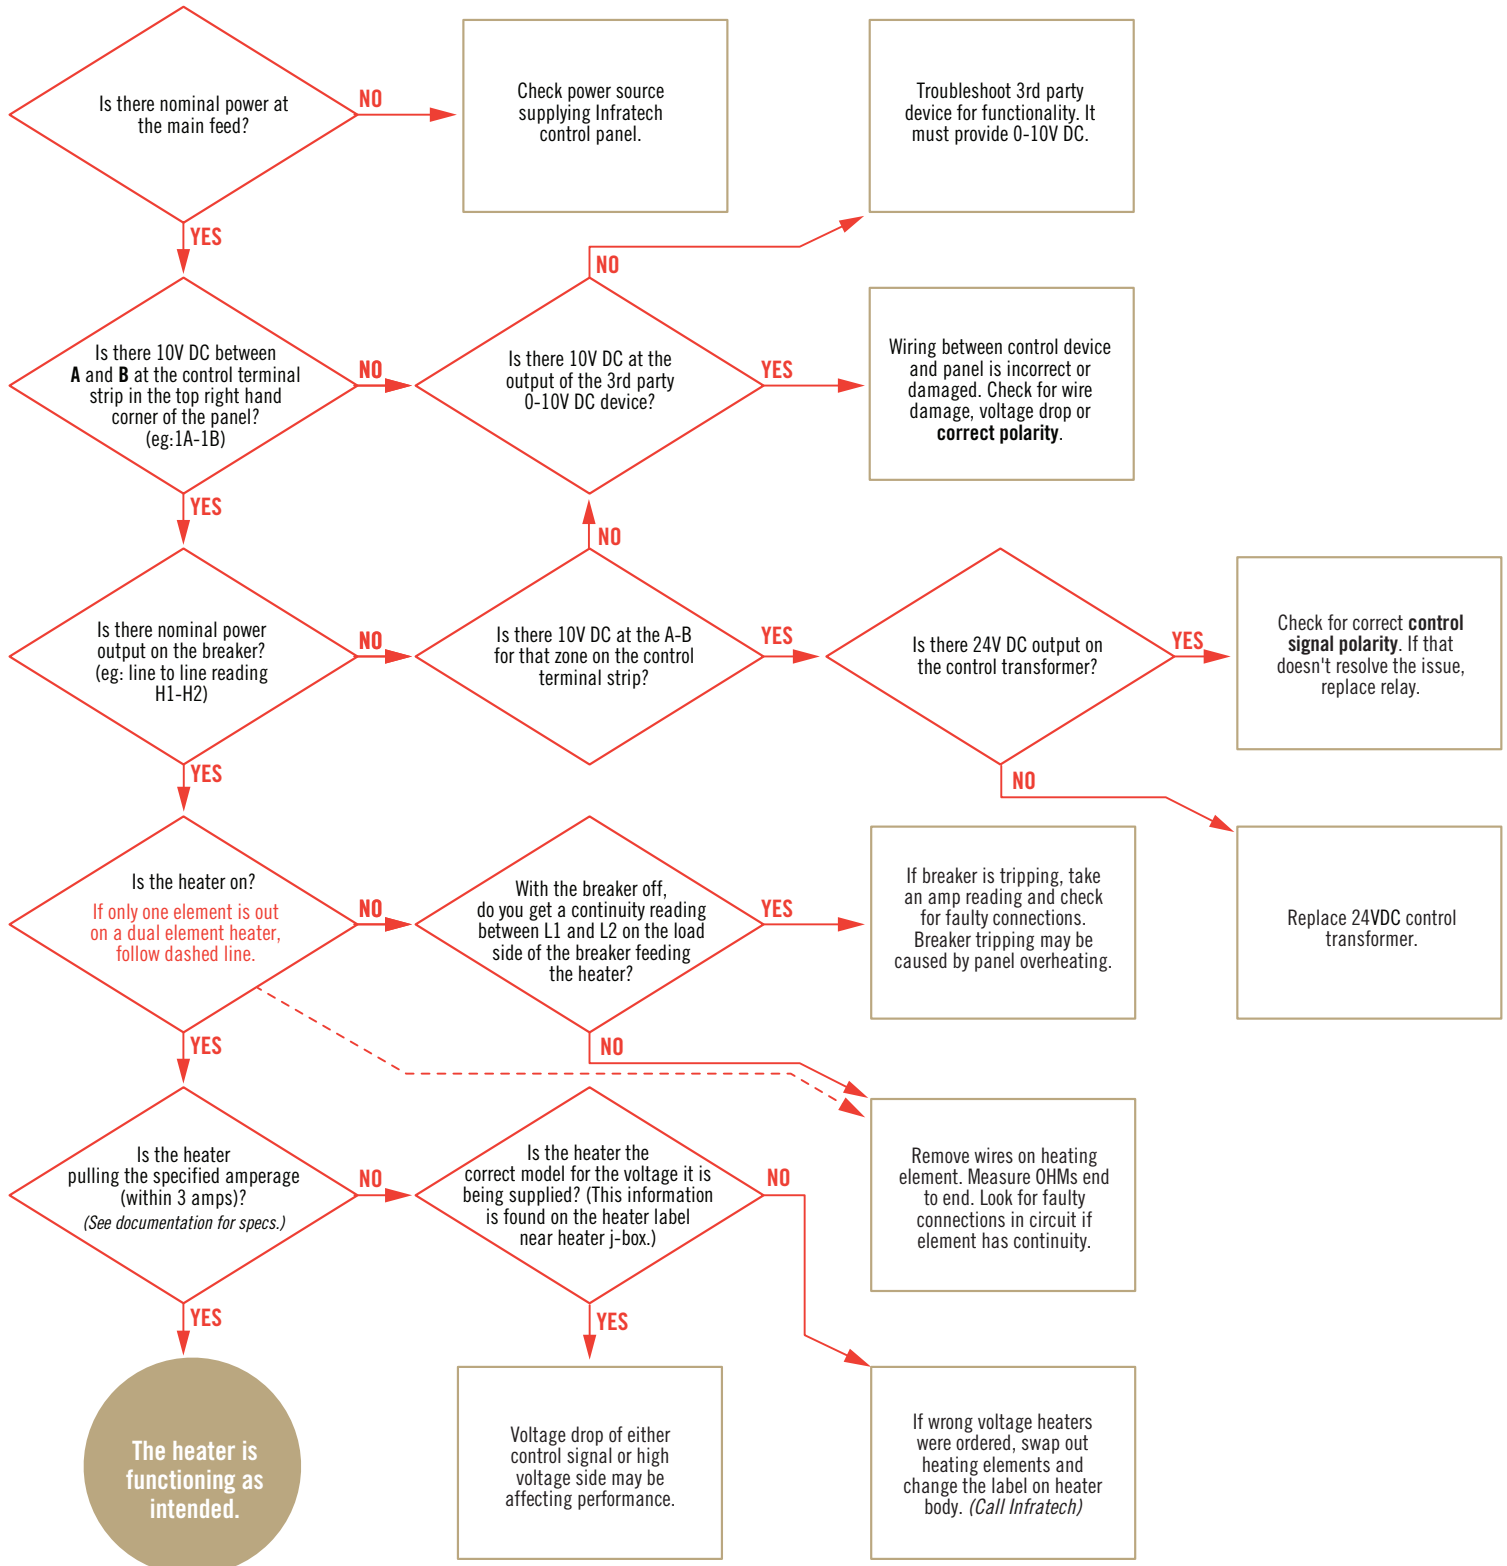 Is there nominal power at
the main feed?
NO
Check power source
supplying Infratech
control panel.
Troubleshoot 3rd party
device for functionality. It
must provide 0-10V DC.
YES
NO
Is there 10V DC between
A and B at the control terminal
strip in the top right hand
corner of the panel?
(eg:1A-1B)
NO
Is there 10V DC at the
output of the 3rd party
0-10V DC device?
YES
Wiring between control device
and panel is incorrect or
damaged. Check for wire
damage, voltage drop or
correct polarity.
YES
NO
Is there nominal power
output on the breaker?
(eg: line to line reading
H1-H2)
NO
Is there 10V DC at the A-B
for that zone on the control
terminal strip?
YES
Is there 24V DC output on
the control transformer?
YES
Check for correct control
signal polarity. If that
doesn't resolve the issue,
replace relay.
YES
NO
Is the heater on?
If only one element is out
on a dual element heater,
follow dashed line.
NO
With the breaker off,
do you get a continuity reading
between L1 and L2 on the load
side of the breaker feeding
the heater?
YES
If breaker is tripping, take
an amp reading and check
for faulty connections.
Breaker tripping may be
caused by panel overheating.
Replace 24VDC control
transformer.
YES
NO
Is the heater
pulling the specified amperage
(within 3 amps)?
(See documentation for specs.)
NO
Is the heater the
correct model for the voltage it is
being supplied? (This information
is found on the heater label
near heater j-box.)
NO
Remove wires on heating
element. Measure OHMs end
to end. Look for faulty
connections in circuit if
element has continuity.
YES
YES
The heater is
functioning as
intended.
Voltage drop of either
control signal or high
voltage side may be
affecting performance.
If wrong voltage heaters
were ordered, swap out
heating elements and
change the label on heater
body. (Call Infratech)